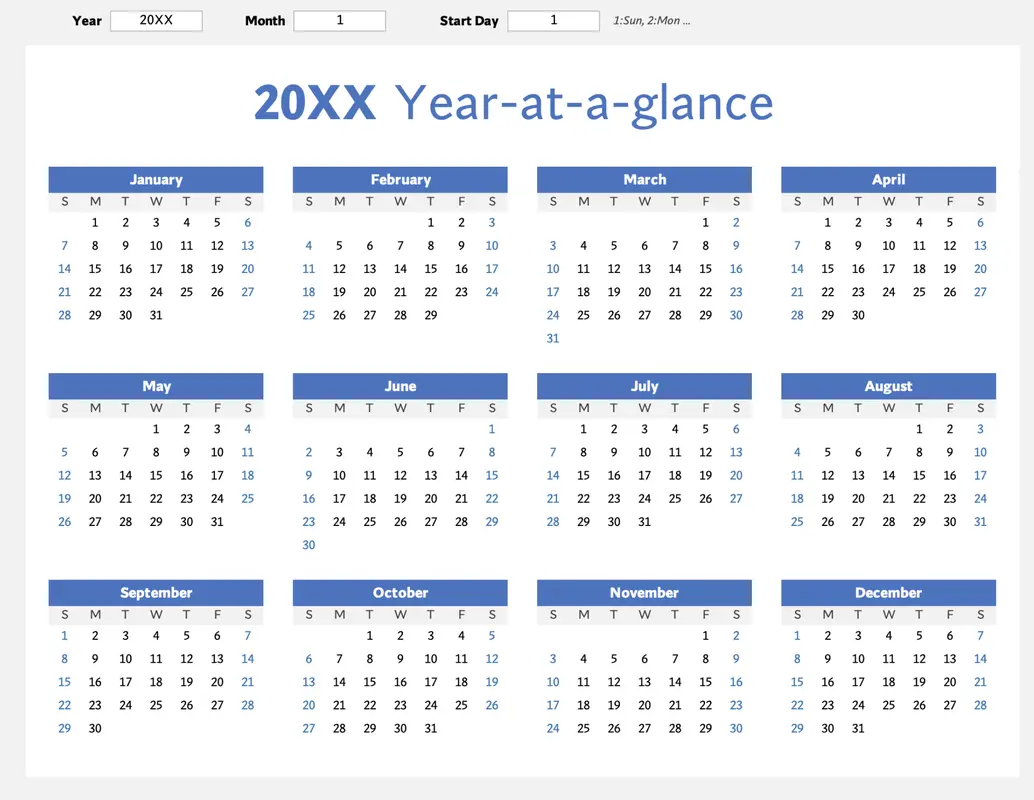 Year 20XX Month 1 Start Day 1 1:Sun, 2:Mon ...
20XX Year-at-a-glance
January February March April
S M T W T F S S M T W T F S S M T W T F S S M T W T F S
1 2 3 4 5 6 1 2 3 1 2 1 2 3 4 5 6
7 8 9 10 11 12 13 4 5 6 7 8 9 10 3 4 5 6 7 8 9 7 8 9 10 11 12 13
14 15 16 17 18 19 20 11 12 13 14 15 16 17 10 11 12 13 14 15 16 14 15 16 17 18 19 20
21 22 23 24 25 26 27 18 19 20 21 22 23 24 17 18 19 20 21 22 23 21 22 23 24 25 26 27
28 29 30 31 25 26 27 28 29 24 25 26 27 28 29 30 28 29 30
31
May June July August
S M T W T F S S M T W T F S S M T W T F S S M T W T F S
1 2 3 4 1 1 2 3 4 5 6 1 2 3
5 6 7 8 9 10 11 2 3 4 5 6 7 8 7 8 9 10 11 12 13 4 5 6 7 8 9 10
12 13 14 15 16 17 18 9 10 11 12 13 14 15 14 15 16 17 18 19 20 11 12 13 14 15 16 17
19 20 21 22 23 24 25 16 17 18 19 20 21 22 21 22 23 24 25 26 27 18 19 20 21 22 23 24
26 27 28 29 30 31 23 24 25 26 27 28 29 28 29 30 31 25 26 27 28 29 30 31
30
September October November December
S M T W T F S S M T W T F S S M T W T F S S M T W T F S
1 2 3 4 5 6 7 1 2 3 4 5 1 2 1 2 3 4 5 6 7
8 9 10 11 12 13 14 6 7 8 9 10 11 12 3 4 5 6 7 8 9 8 9 10 11 12 13 14
15 16 17 18 19 20 21 13 14 15 16 17 18 19 10 11 12 13 14 15 16 15 16 17 18 19 20 21
22 23 24 25 26 27 28 20 21 22 23 24 25 26 17 18 19 20 21 22 23 22 23 24 25 26 27 28
29 30 27 28 29 30 31 24 25 26 27 28 29 30 29 30 31